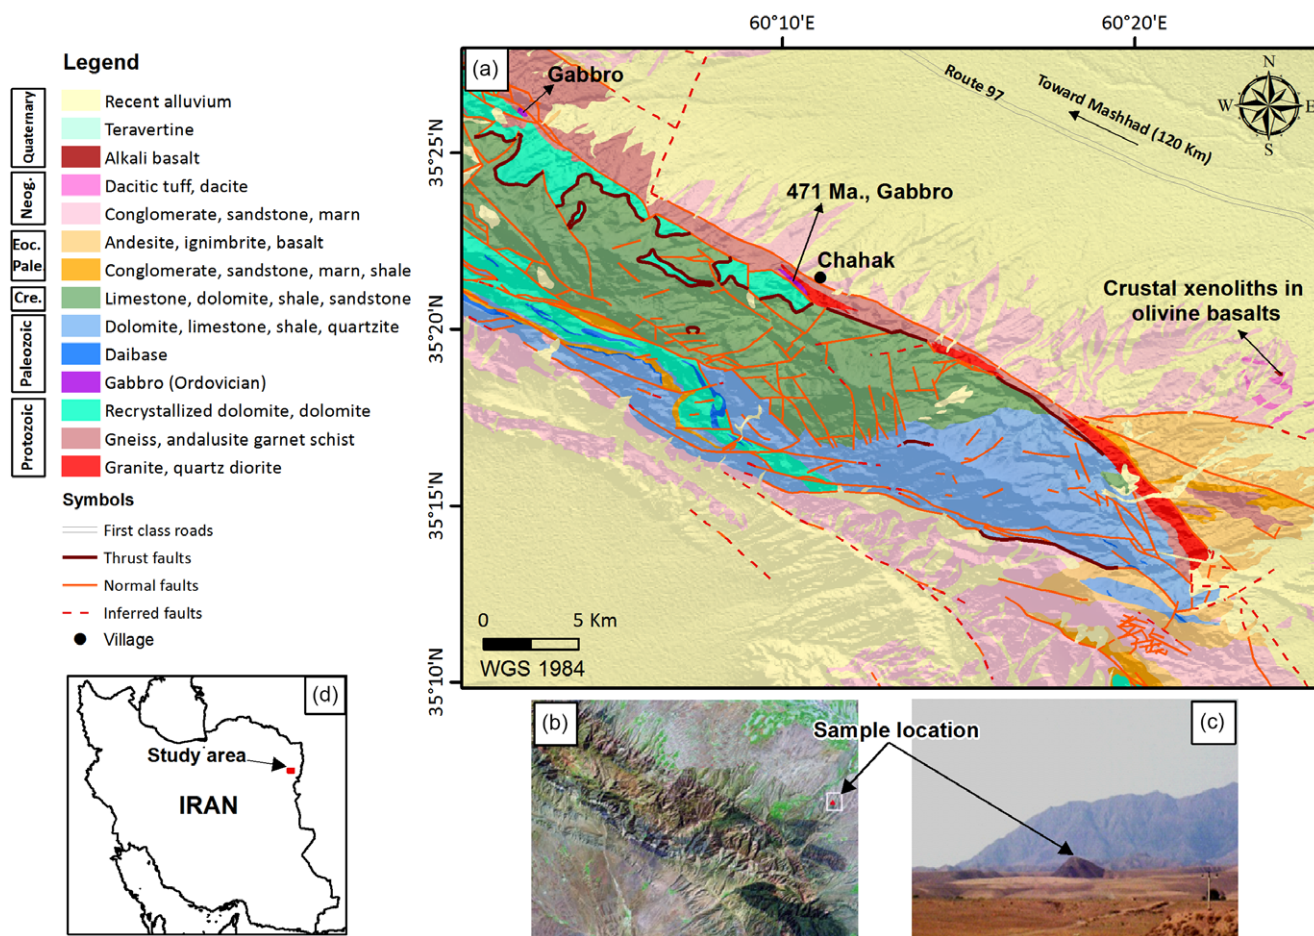 Legend
Quaternary
Recent alluvium
Teravertine
Alkali basalt
Neg.
Dacitic tuff, dacite
Conglomerate, sandstone, marn
Eoc.
Pale
Andesite, ignimbrite, basalt
Conglomerate, sandstone, marn, shale
Cre.
Limestone, dolomite, shale, sandstone
Paleozoic
Dolomite, limestone, shale, quartzite
Daibase
Gabbro (Ordovician)
Protozoic
Recrystallized dolomite, dolomite
Gneiss, andalusite garnet schist
Granite, quartz diorite
Symbols
First class roads
Thrust faults
Normal faults
Inferred faults
Village
60°10'E
60°20'E
(a)
Gabbro
Route 97
Toward Mashhad (120 Km)
N
W
E
S
35°25'N
471 Ma., Gabbro
Chahak
Crustal xenoliths in
olivine basalts
35°20'N
35°15'N
35°10'N
0
5 Km
WGS 1984
(d)
Study area
IRAN
(b)
Sample location
(c)